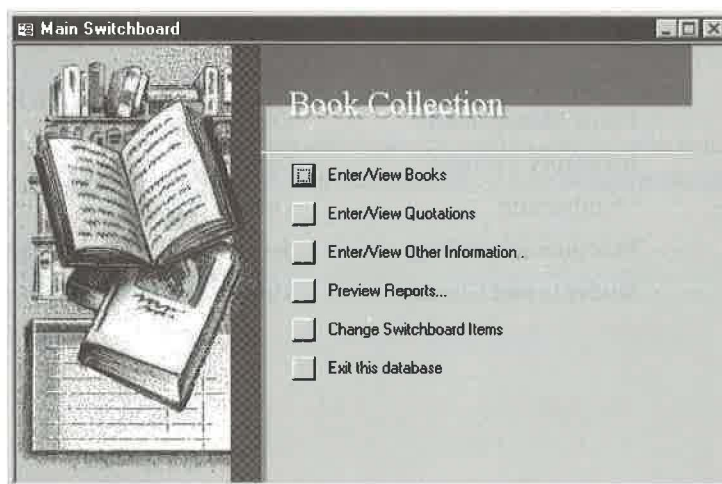 Main Switchboard
Book Collection
Enter/View Books
Enter/View Quotations
Enter/View Other Information...
Preview Reports...
Change Switchboard Items
Exit this database